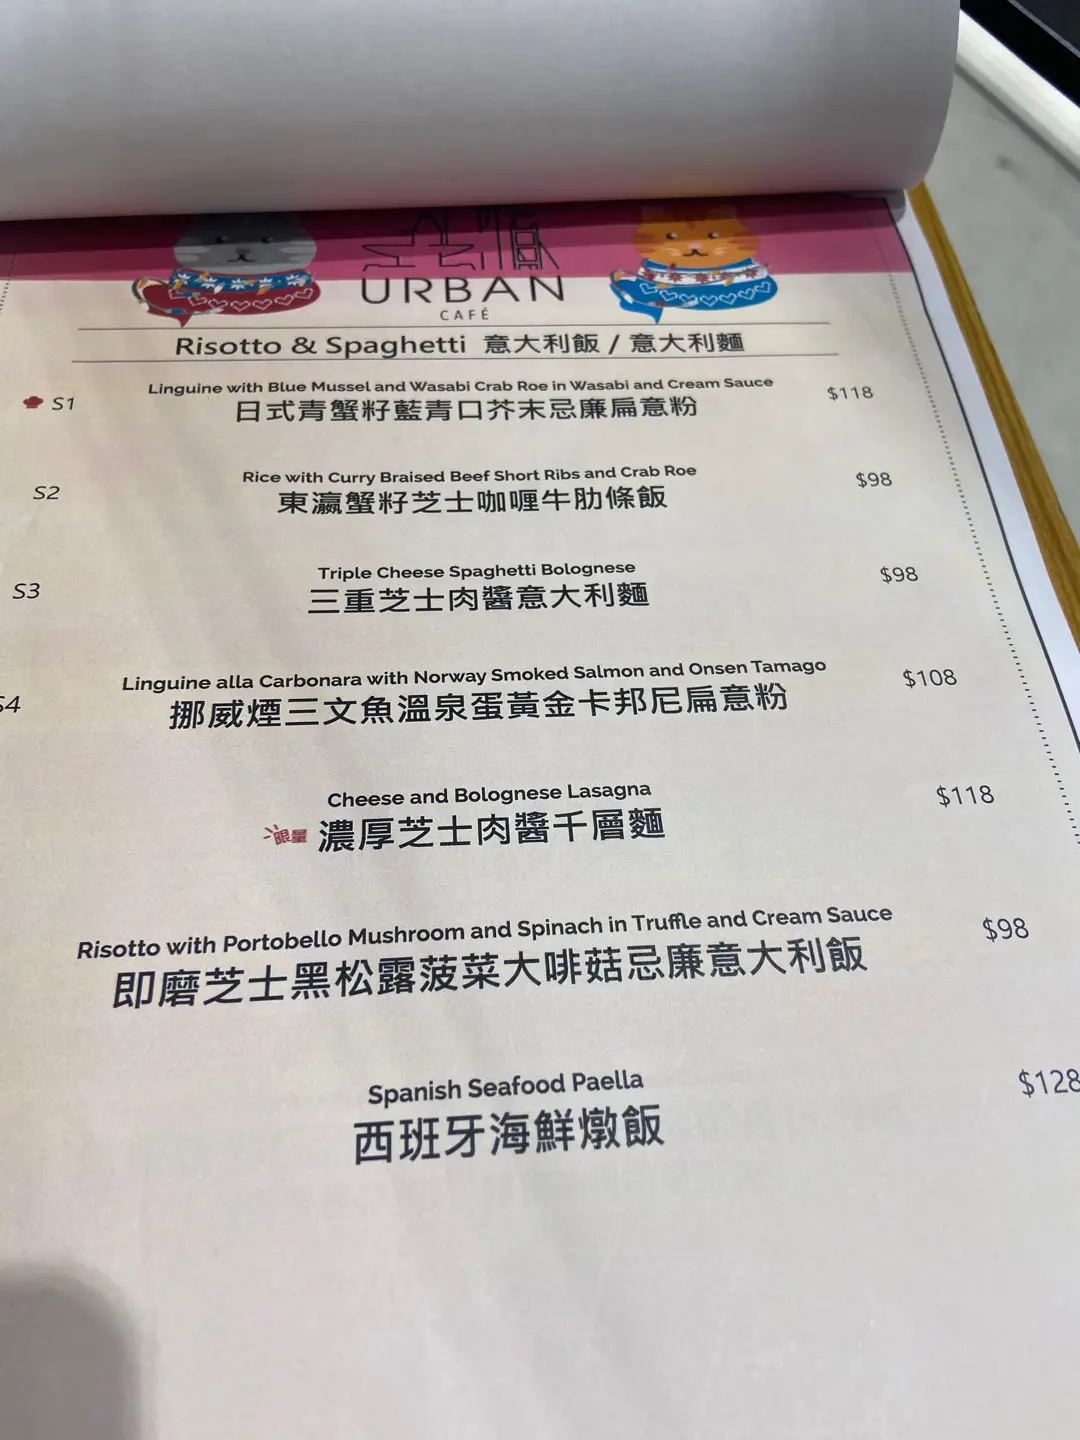 URBAN
CAFÉ
Risotto & Spaghetti 意大利飯 / 意大利麵
S1 Linguine with Blue Mussel and Wasabi Crab Roe in Wasabi and Cream Sauce $118
日式青蟹籽藍青口芥末忌廉扁意粉
S2 Rice with Curry Braised Beef Short Ribs and Crab Roe $98
東瀛蟹籽芝士咖喱牛肋條飯
S3 Triple Cheese Spaghetti Bolognese $98
三重芝士肉醬意大利麵
S4 Linguine alla Carbonara with Norway Smoked Salmon and Onsen Tamago $108
挪威煙三文魚溫泉蛋黃金卡邦尼扁意粉
Cheese and Bolognese Lasagna $118
限量 濃厚芝士肉醬千層麵
Risotto with Portobello Mushroom and Spinach in Truffle and Cream Sauce $98
即磨芝士黑松露菠菜大啡菇忌廉意大利飯
Spanish Seafood Paella $128
西班牙海鮮燉飯